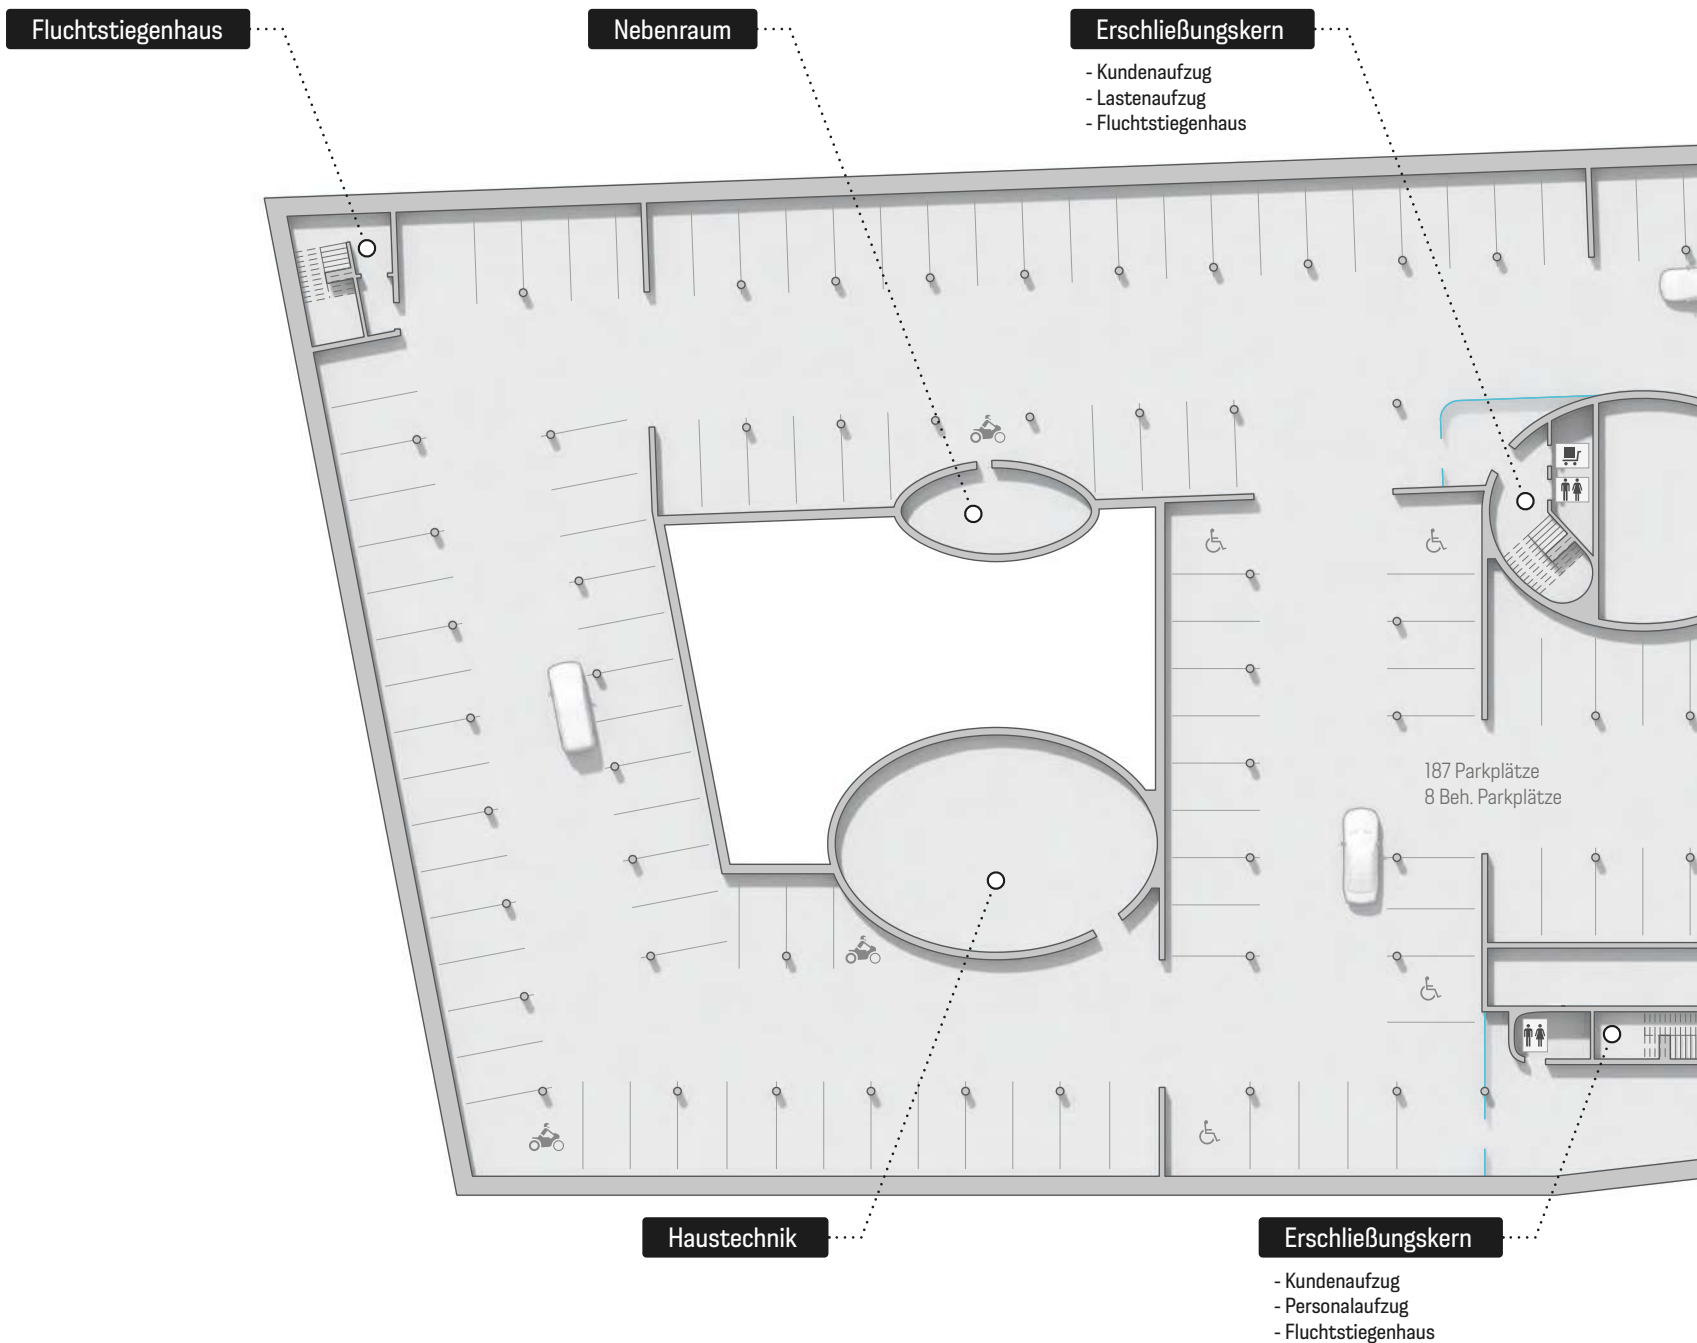 Fluchtstiegenhaus
Nebenraum
Erschließungskern
- Kundenaufzug
- Lastenaufzug
- Fluchtstiegenhaus
187 Parkplätze
8 Beh. Parkplätze
Haustechnik
Erschließungskern
- Kundenaufzug
- Personalaufzug
- Fluchtstiegenhaus